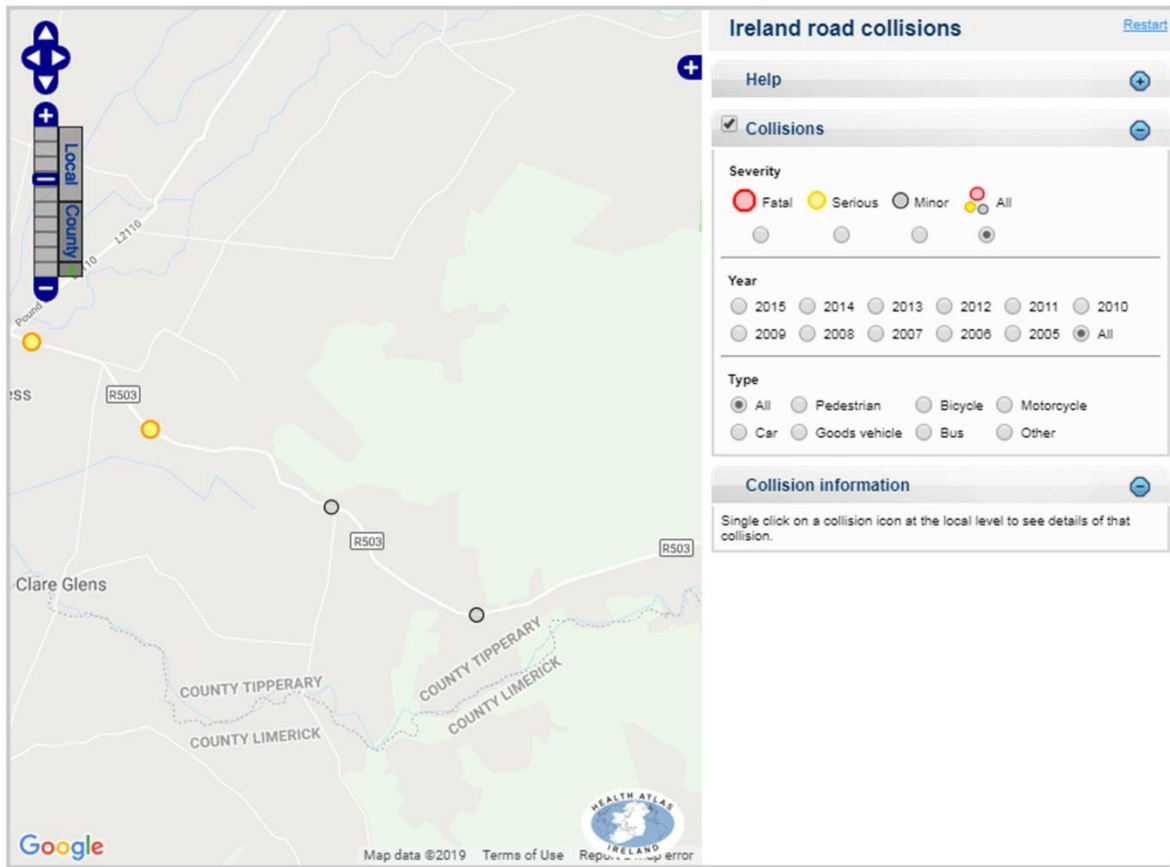 Ireland road collisions
Restart
Help
Collisions
Severity
Fatal Serious Minor All
Year
2015 2014 2013 2012 2011 2010
2009 2008 2007 2006 2005 All
Type
All Pedestrian Bicycle Motorcycle
Car Goods vehicle Bus Other
Collision information
Single click on a collision icon at the local level to see details of that
collision.
Local
County
L2110
Pound
ess
R503
R503
R503
Clare Glens
COUNTY TIPPERARY
COUNTY LIMERICK
COUNTY TIPPERARY
COUNTY LIMERICK
HEALTH ATLAS
IRELAND
Google
Map data ©2019 Terms of Use
map error